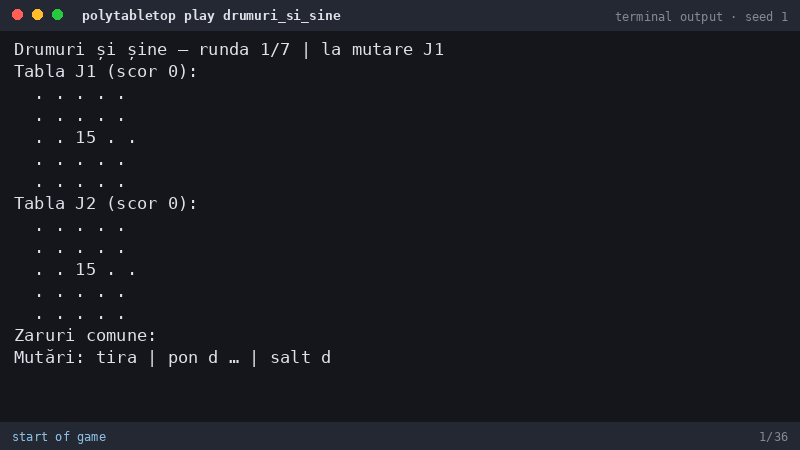 polytabletop play drumuri_si_sine
terminal output · seed 1
Drumuri și șine — runda 1/7 | la mutare J1
Tabla J1 (scor 0):
. . . . .
. . . . .
. . 15 . .
. . . . .
. . . . .
Tabla J2 (scor 0):
. . . . .
. . . . .
. . 15 . .
. . . . .
. . . . .
Zaruri comune:
Mutări: tira | pon d … | salt d
start of game
1/36